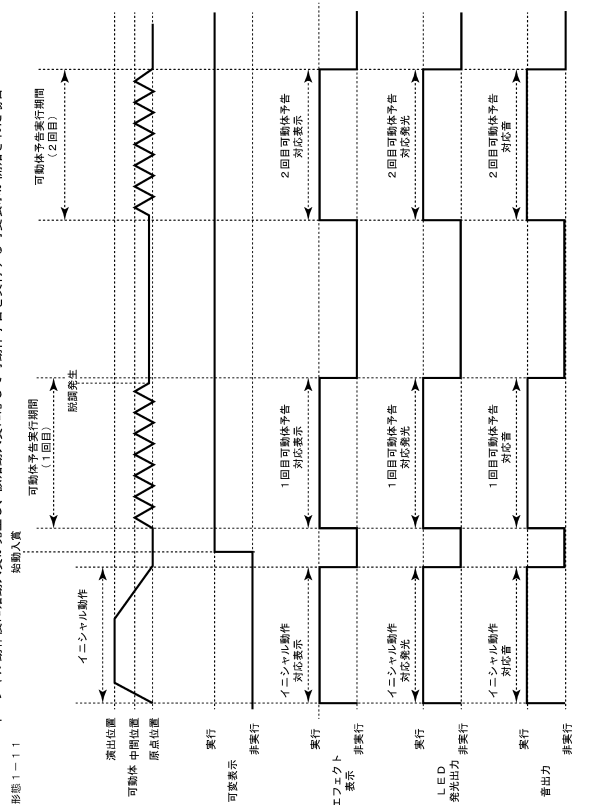 形態1-11
始動入賞
イニシャル動作
可動体予告実行期間
(1回目)
脱調発生
可動体予告実行期間
(2回目)
可動体
演出位置
中間位置
原点位置
可変表示
実行
非実行
エフェクト
表示
実行
非実行
イニシャル動作
対応表示
1回目可動体予告
対応表示
2回目可動体予告
対応表示
LED
発光出力
実行
非実行
イニシャル動作
対応発光
1回目可動体予告
対応発光
2回目可動体予告
対応発光
音出力
実行
非実行
イニシャル動作
対応音
1回目可動体予告
対応音
2回目可動体予告
対応音